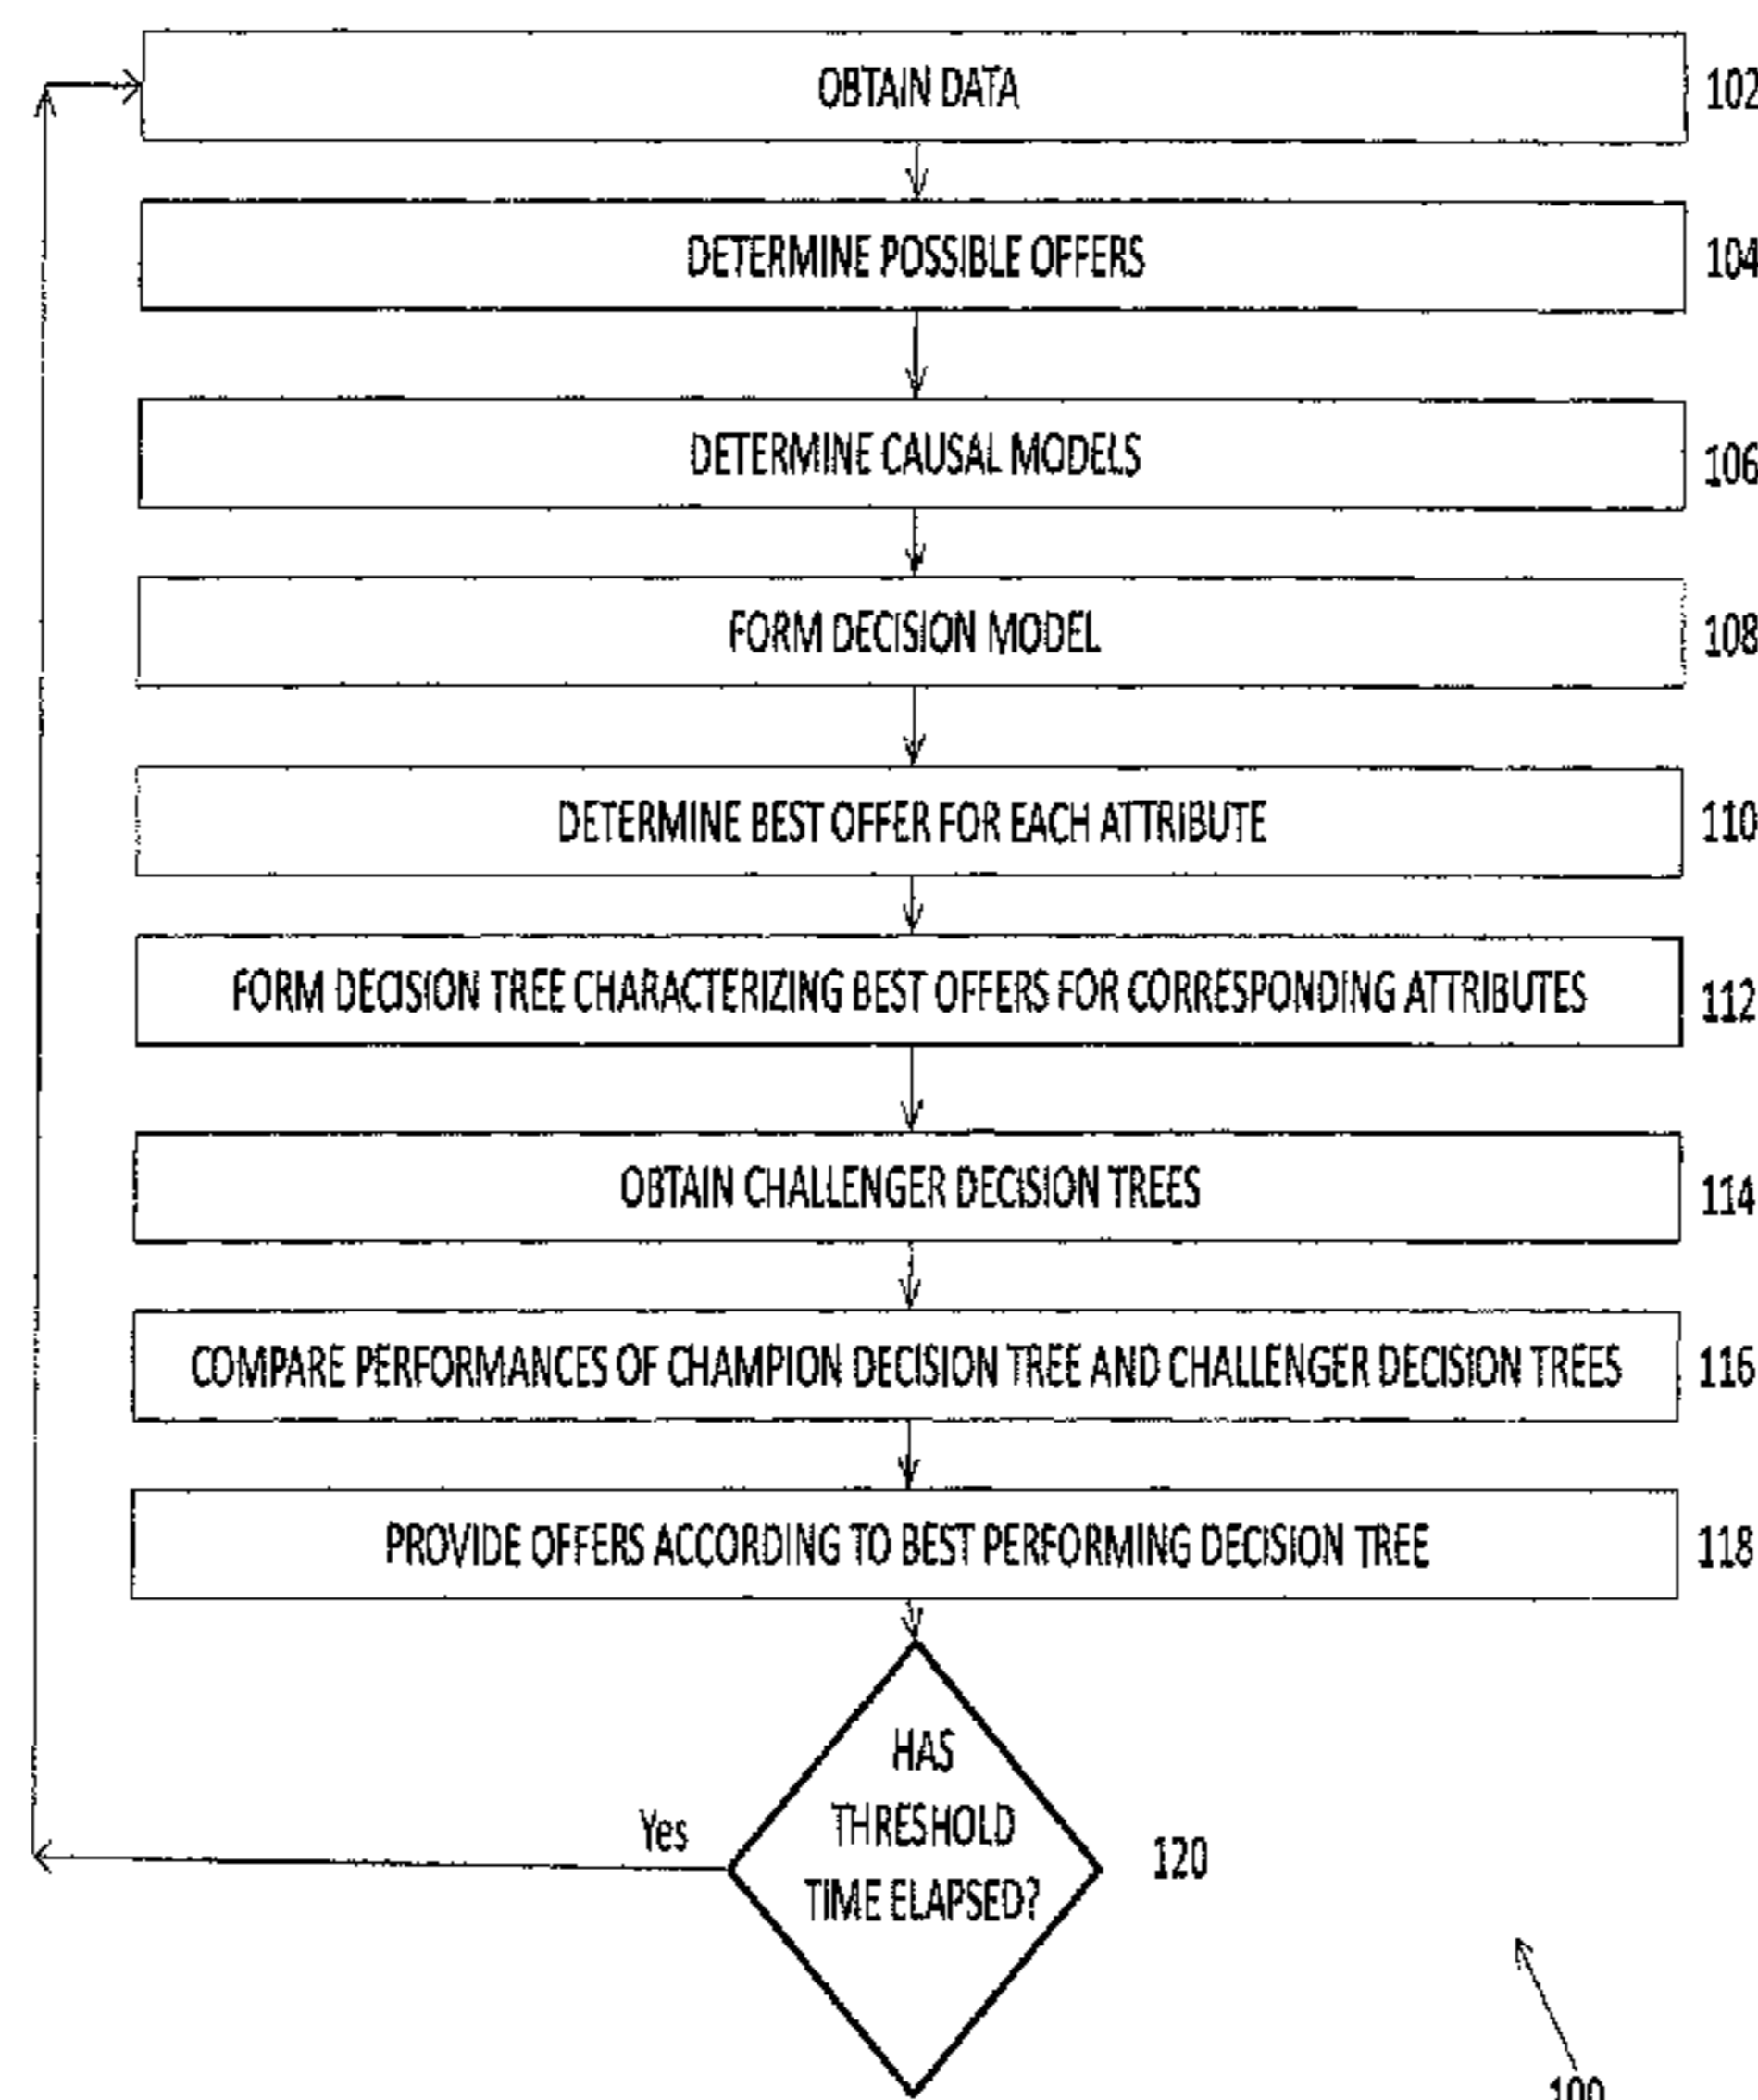 OBTAIN DATA
102
DETERMINE POSSIBLE OFFERS
104
DETERMINE CAUSAL MODELS
106
FORM DECISION MODEL
108
DETERMINE BEST OFFER FOR EACH ATTRIBUTE
110
FORM DECISION TREE CHARACTERIZING BEST OFFERS FOR CORRESPONDING ATTRIBUTES
112
OBTAIN CHALLENGER DECISION TREES
114
COMPARE PERFORMANCES OF CHAMPION DECISION TREE AND CHALLENGER DECISION TREES
116
PROVIDE OFFERS ACCORDING TO BEST PERFORMING DECISION TREE
118
HAS
THRESHOLD
TIME ELAPSED?
Yes
120
100